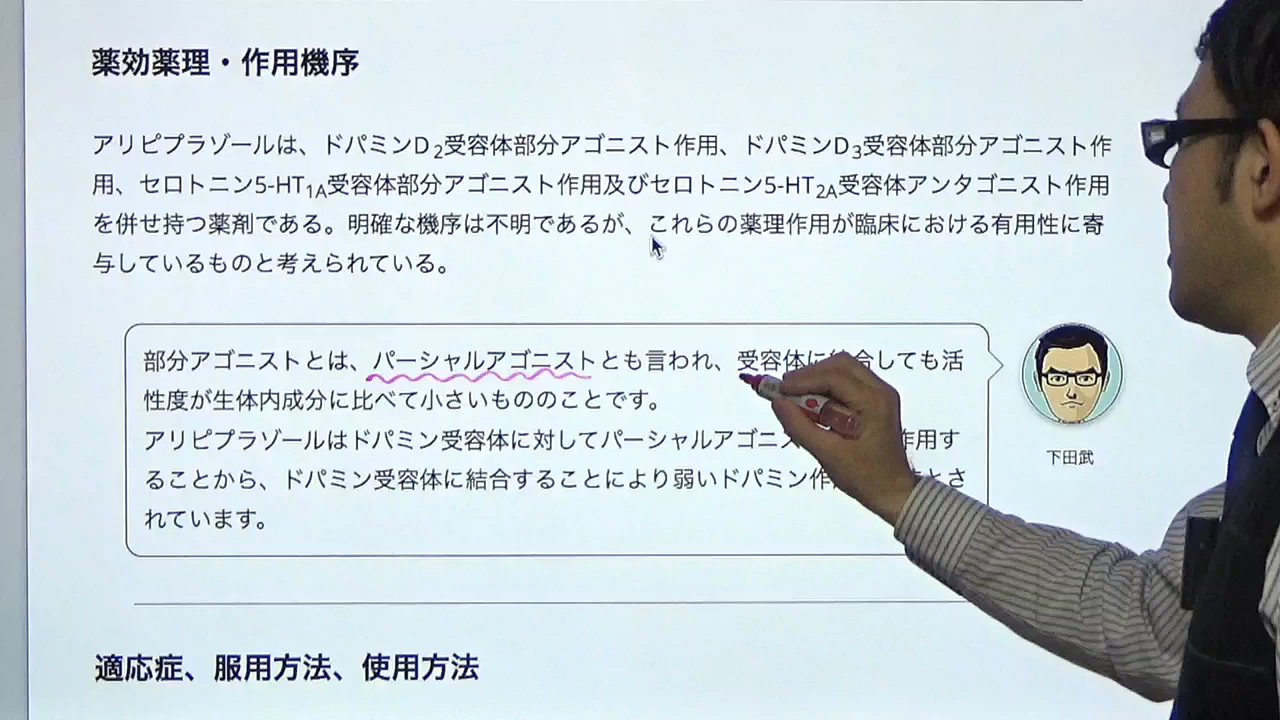 薬効薬理・作用機序
アリピプラゾールは、ドパミンD2受容体部分アゴニスト作用、ドパミンD3受容体部分アゴニスト作
用、セロトニン5-HT1A受容体部分アゴニスト作用及びセロトニン5-HT2A受容体アンタゴニスト作用
を併せ持つ薬剤である。明確な機序は不明であるが、これらの薬理作用が臨床における有用性に寄
与しているものと考えられている。
部分アゴニストとは、パーシャルアゴニストとも言われ、受容体に結合しても活
性度が生体内成分に比べて小さいもののことです。
アリピプラゾールはドパミン受容体に対してパーシャルアゴニス 作用す
ることから、ドパミン受容体に結合することにより弱いドパミン作 とさ
れています。
下田武
適応症、服用方法、使用方法